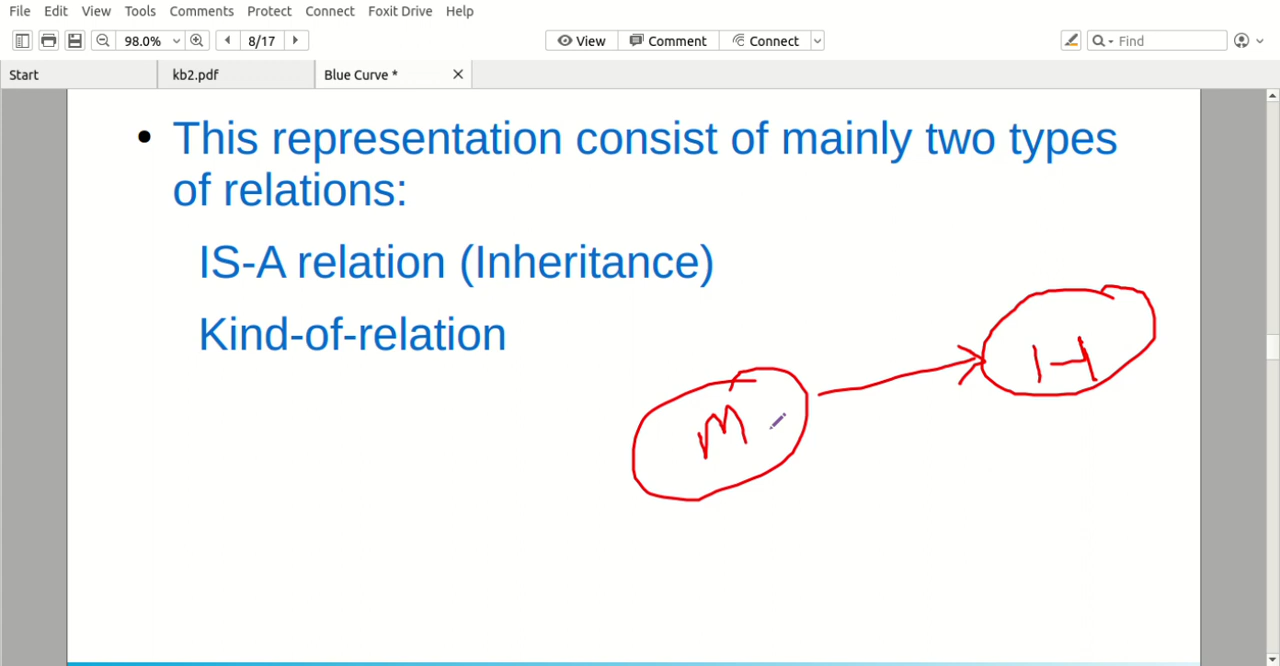 File Edit View Tools Comments Protect Connect Foxit Drive Help
98.0% 8/17 View Comment Connect Find
Start kb2.pdf Blue Curve *
• This representation consist of mainly two types
of relations:
IS-A relation (Inheritance)
Kind-of-relation
H
M